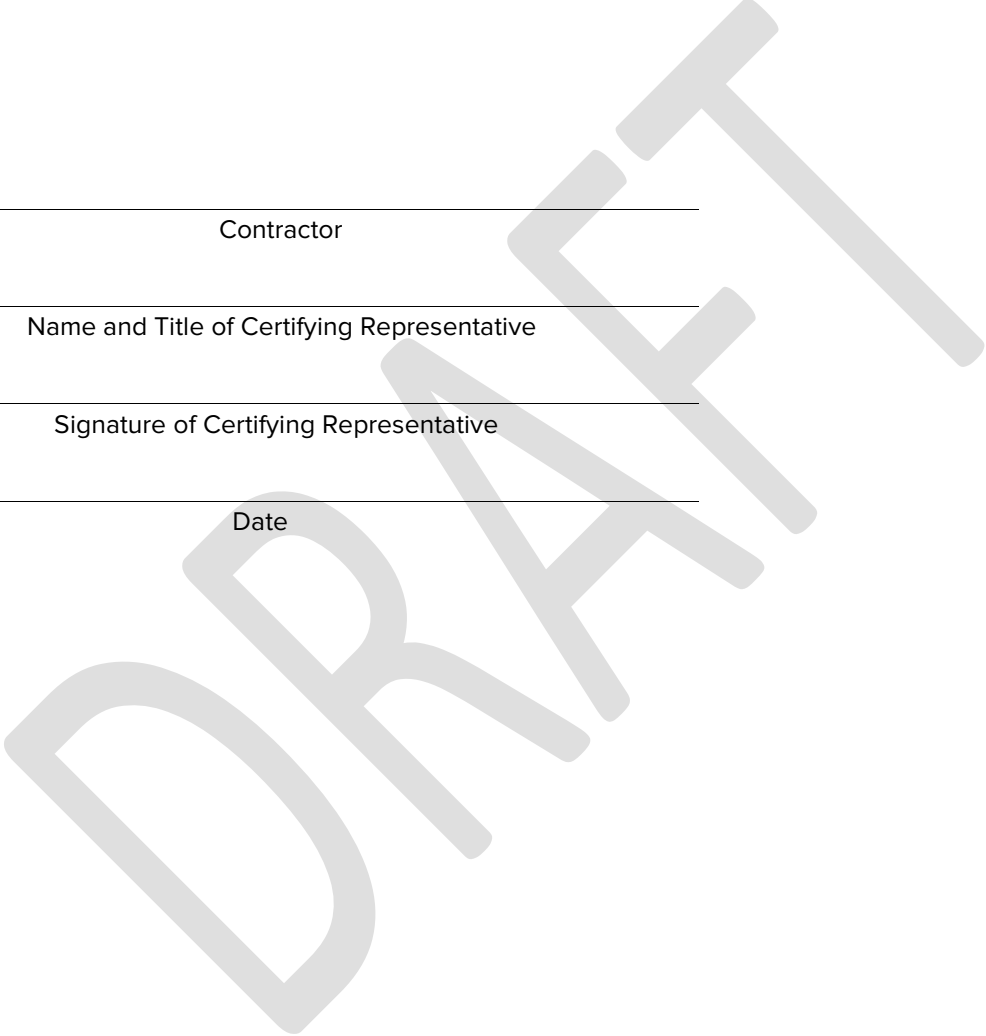 Contractor
Name and Title of Certifying Representative
Signature of Certifying Representative
Date
DRAFT